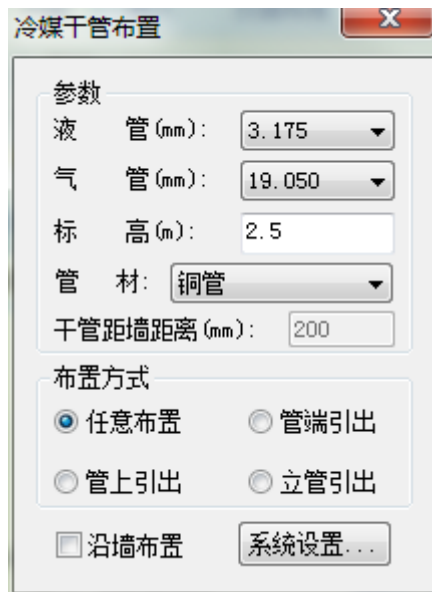 冷媒干管布置
参数
液 管(mm): 3.175
气 管(mm): 19.050
标 高(m): 2.5
管 材: 铜管
干管距墙距离(mm): 200
布置方式
任意布置 管端引出
管上引出 立管引出
沿墙布置 系统设置...